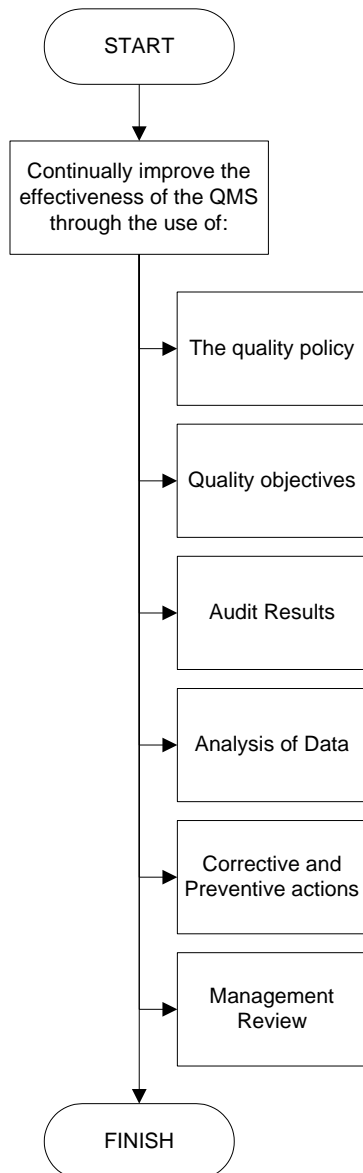 START
Continually improve the
effectiveness of the QMS
through the use of:
The quality policy
Quality objectives
Audit Results
Analysis of Data
Corrective and
Preventive actions
Management
Review
FINISH